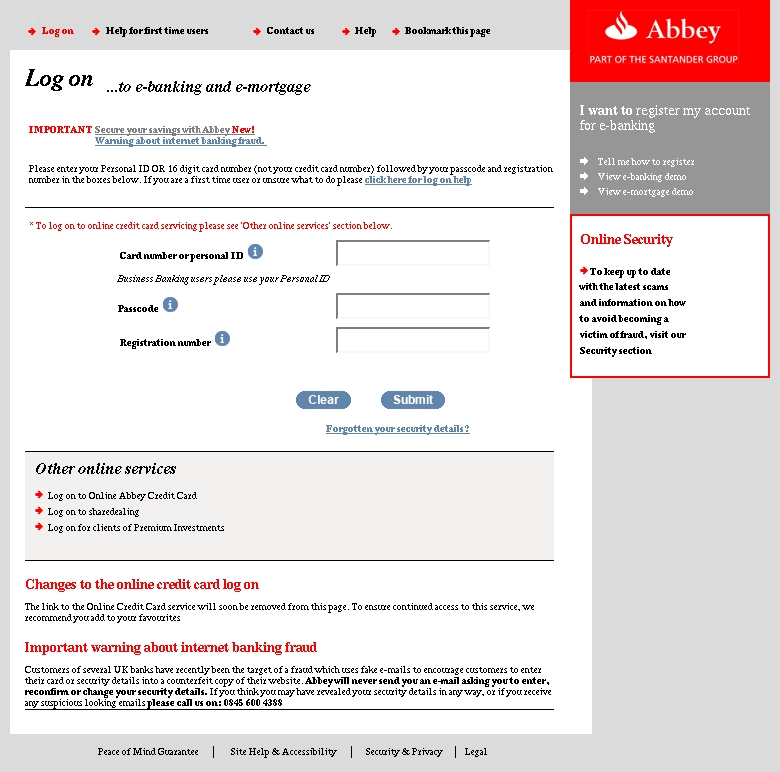 Log on
Help for first time users
Contact us
Help
Bookmark this page
Abbey
PART OF THE SANTANDER GROUP
Log on ...to e-banking and e-mortgage
I want to register my account
for e-banking
Tell me how to register
View e-banking demo
View e-mortgage demo
IMPORTANT Secure your savings with Abbey New!
Warning about internet banking fraud.
Please enter your Personal ID OR 16 digit card number (not your credit card number) followed by your passcode and registration
number in the boxes below. If you are a first time user or unsure what to do please click here for log on help
* To log on to online credit card servicing please see 'Other online services' section below.
Card number or personal ID
Business Banking users please use your Personal ID
Passcode
Registration number
Clear
Submit
Forgotten your security details?
Online Security
To keep up to date
with the latest scams
and information on how
to avoid becoming a
victim of fraud, visit our
Security section
Other online services
Log on to Online Abbey Credit Card
Log on to sharedealing
Log on for clients of Premium Investments
Changes to the online credit card log on
The link to the Online Credit Card service will soon be removed from this page. To ensure continued access to this service, we
recommend you add to your favourites
Important warning about internet banking fraud
Customers of several UK banks have recently been the target of a fraud which uses fake e-mails to encourage customers to enter
their card or security details into a counterfeit copy of their website. Abbey will never send you an e-mail asking you to enter,
reconfirm or change your security details. If you think you may have revealed your security details in any way, or if you receive
any suspicious looking emails please call us on: 0845 600 4388
Peace of Mind Guarantee | Site Help & Accessibility | Security & Privacy | Legal